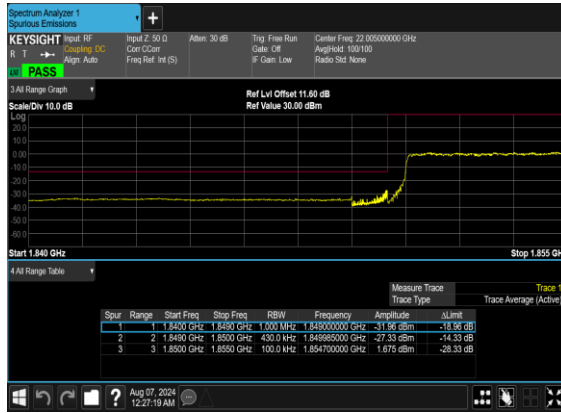 Spectrum Analyzer 1
Spurious Emissions
KEYSIGHT Input: RF Input Z: 50 Ω Atten: 30 dB Trig: Free Run Center Freq: 22.005000000 GHz
R T Coupling: DC Corr CCorr Gate: Off Avg|Hold: 100/100
Align: Auto Freq Ref: Int (S) IF Gain: Low Radio Std: None
PASS
3 All Range Graph Ref Lvl Offset 11.60 dB
Scale/Div 10.0 dB Ref Value 30.00 dBm
Log
20.0
10.0
0.00
-10.0
-20.0
-30.0
-40.0
-50.0
-60.0
Start 1.840 GHz Stop 1.855 GH
4 All Range Table
Measure Trace Trace 1
Trace Type Trace Average (Active)
Spur Range Start Freq Stop Freq RBW Frequency Amplitude ΔLimit
1 1 1.8400 GHz 1.8490 GHz 1.000 MHz 1.849000000 GHz -31.96 dBm -18.96 dB
2 2 1.8490 GHz 1.8500 GHz 430.0 kHz 1.849985000 GHz -27.33 dBm -14.33 dB
3 3 1.8500 GHz 1.8550 GHz 100.0 kHz 1.854700000 GHz 1.675 dBm -28.33 dB
? Aug 07, 2024
12:27:19 AM